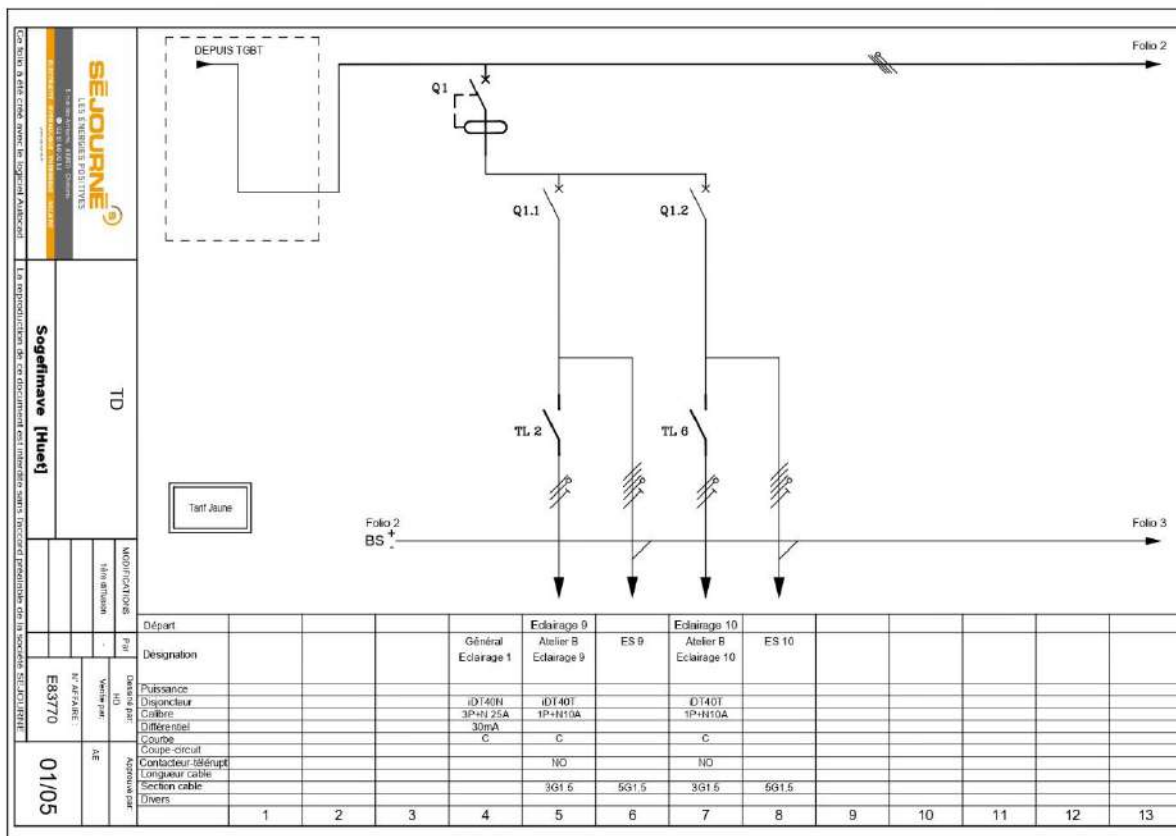 DEPUIS TGBT
Folio 2
Q1
Q1.1
Q1.2
TL 2
TL 6
Tarif Jaune
Folio 2
BS + -
Folio 3
Départ
Eclairage 9
Eclairage 10
Désignation
Général
Eclairage 1
Atelier B
Eclairage 9
ES 9
Atelier B
Eclairage 10
ES 10
Puissance
Disjoncteur
iDT40N
iDT40T
iDT40T
Calibre
3P+N 25A
1P+N10A
1P+N10A
Différentiel
30mA
Courbe
C
C
C
Coupe-circuit
Contacteur-télérupt
NO
NO
Longueur cable
Section cable
3G1.5
5G1,5
3G1.5
5G1,5
Divers
1 2 3 4 5 6 7 8 9 10 11 12 13
Ce folio a été créé avec le logiciel Autocad
La reproduction de ce document est interdite sans l'accord préalable de la société SEJOURNE
SÉJOURNÉ
LES ENERGIES POSITIVES
TD
Sogefimave [Huet]
MODIFICATIONS
Par
1ère diffusion
-
Dessiné par:
HD
Vérifié par:
AE
Approuvé par:
N° AFFAIRE :
E83770
01/05